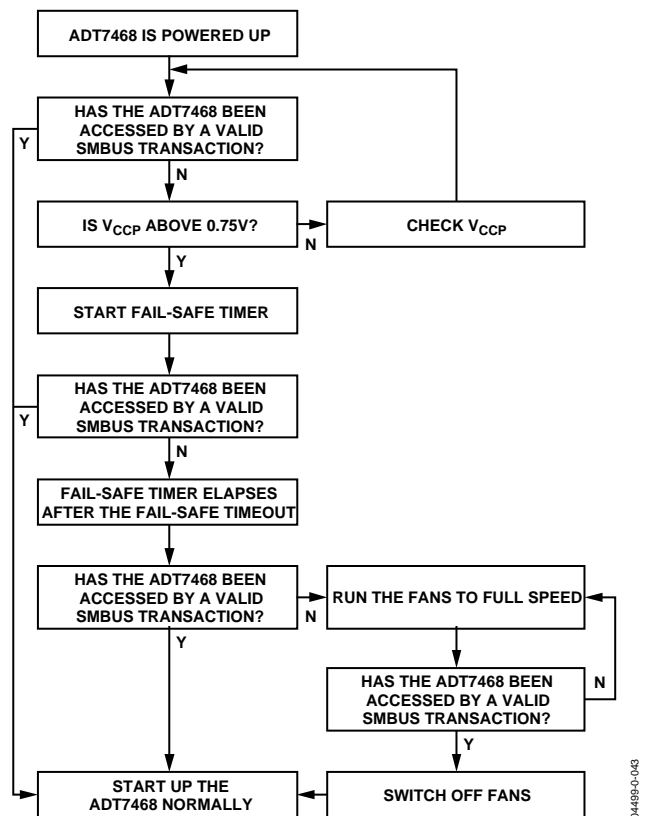 ADT7468 IS POWERED UP
HAS THE ADT7468 BEEN
ACCESSED BY A VALID
SMBUS TRANSACTION?
Y
N
IS VCCP ABOVE 0.75V?
N
CHECK VCCP
Y
START FAIL-SAFE TIMER
HAS THE ADT7468 BEEN
ACCESSED BY A VALID
SMBUS TRANSACTION?
Y
N
FAIL-SAFE TIMER ELAPSES
AFTER THE FAIL-SAFE TIMEOUT
HAS THE ADT7468 BEEN
ACCESSED BY A VALID
SMBUS TRANSACTION?
N
RUN THE FANS TO FULL SPEED
Y
HAS THE ADT7468 BEEN
ACCESSED BY A VALID
SMBUS TRANSACTION?
N
Y
START UP THE
ADT7468 NORMALLY
SWITCH OFF FANS
04499-0-043